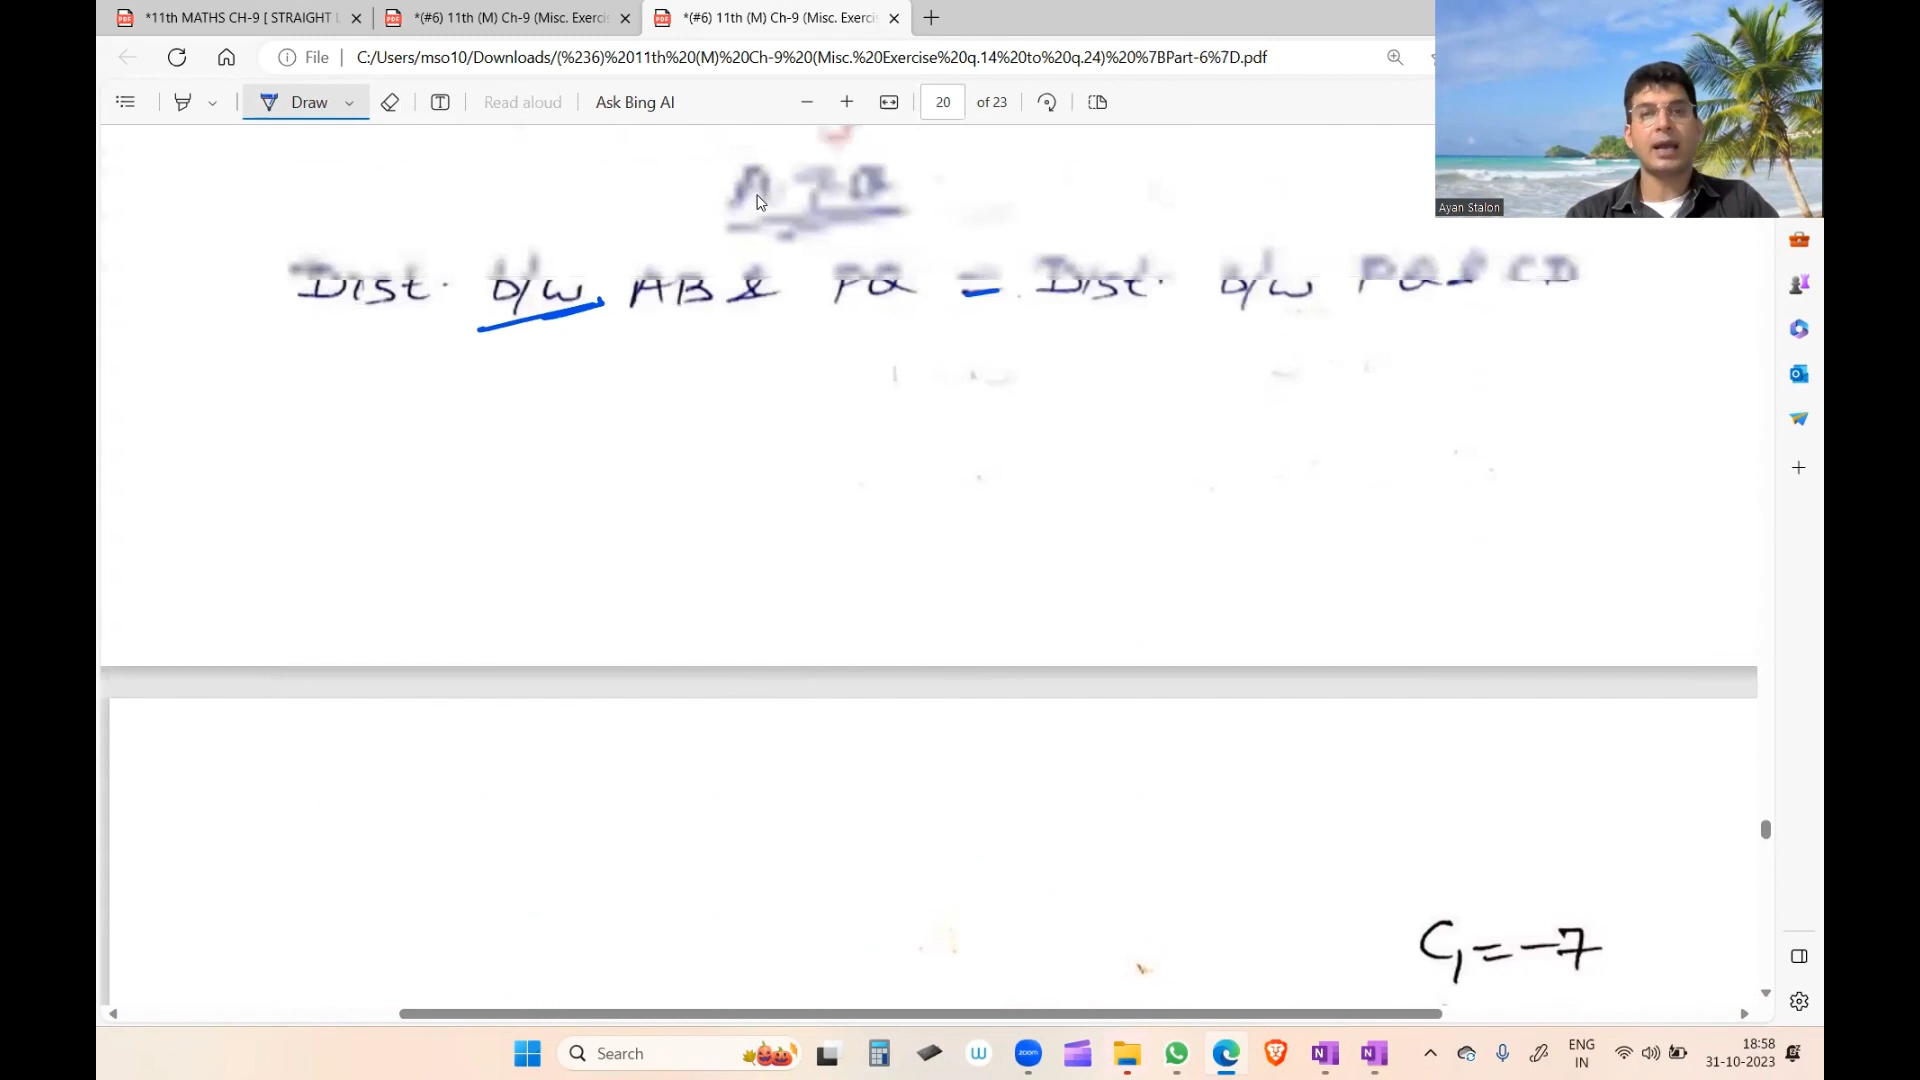 *11th MATHS CH-9 [ STRAIGHT L
*(#6) 11th (M) Ch-9 (Misc. Exerci
*(#6) 11th (M) Ch-9 (Misc. Exerci
File
C:/Users/mso10/Downloads/(%236)%2011th%20(M)%20Ch-9%20(Misc.%20Exercise%20q.14%20to%20q.24)%20%7BPart-6%7D.pdf
Draw
Read aloud
Ask Bing AI
20 of 23
Ayan Stalon
Dist. b/w AB & PQ = Dist. b/w PQ & CD
C₁ = -7
Search
zoom
ENG
IN
18:58
31-10-2023